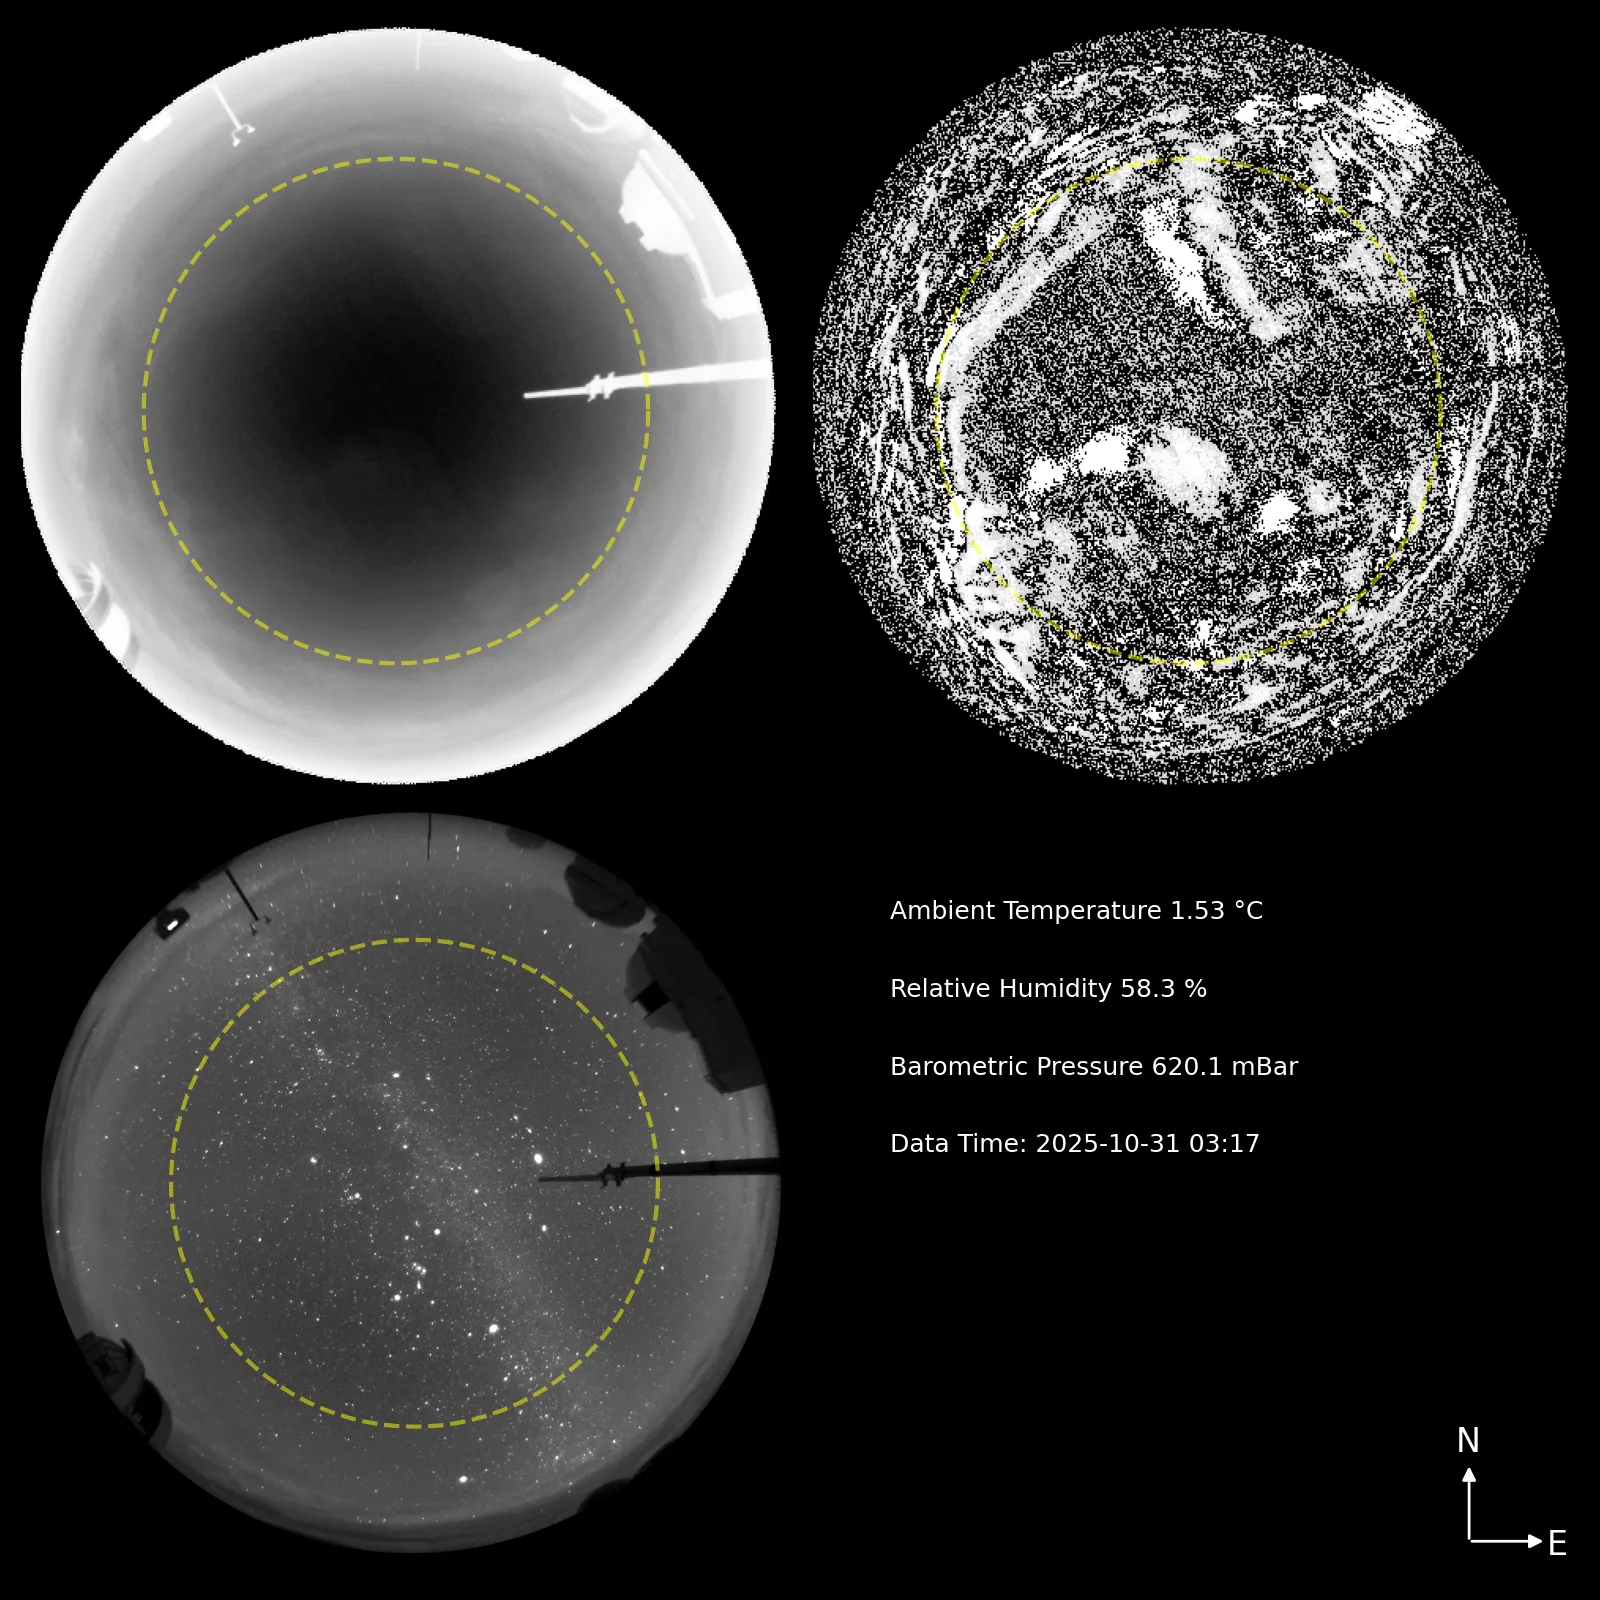 Ambient Temperature 1.53 °C
Relative Humidity 58.3 %
Barometric Pressure 620.1 mBar
Data Time: 2025-10-31 03:17
N
E